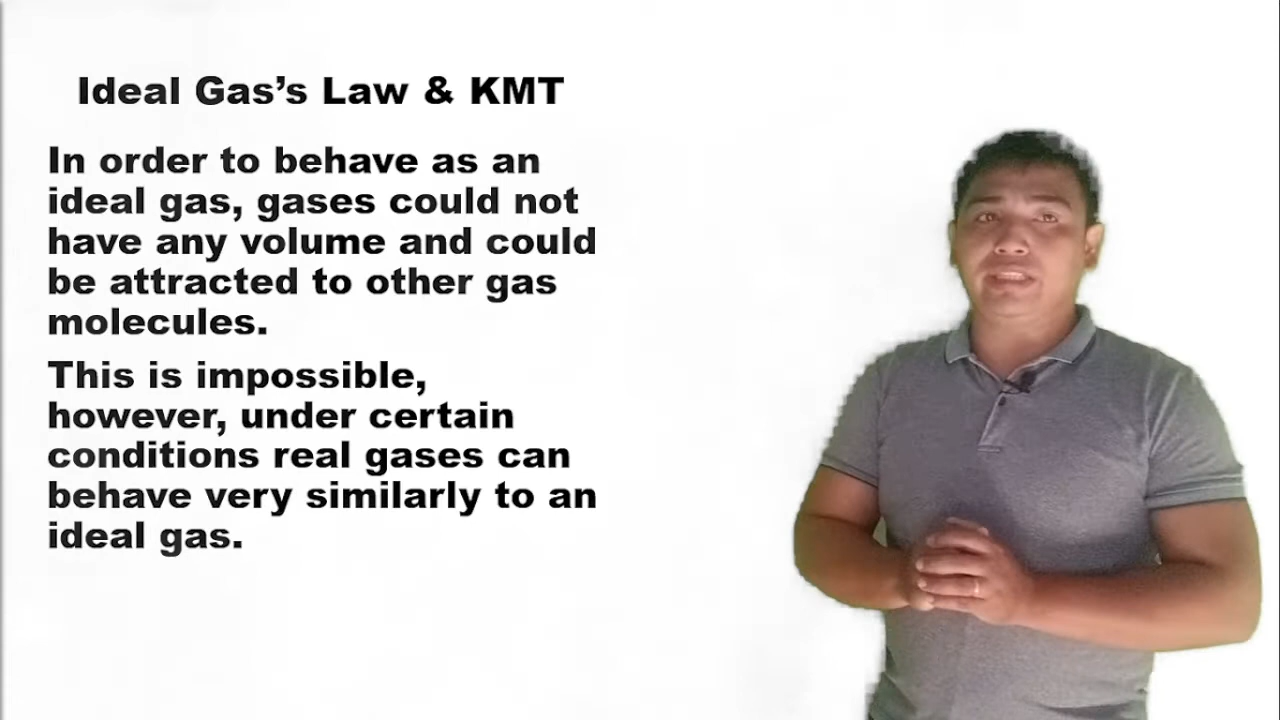 Ideal Gas’s Law & KMT
In order to behave as an
ideal gas, gases could not
have any volume and could
be attracted to other gas
molecules.
This is impossible,
however, under certain
conditions real gases can
behave very similarly to an
ideal gas.